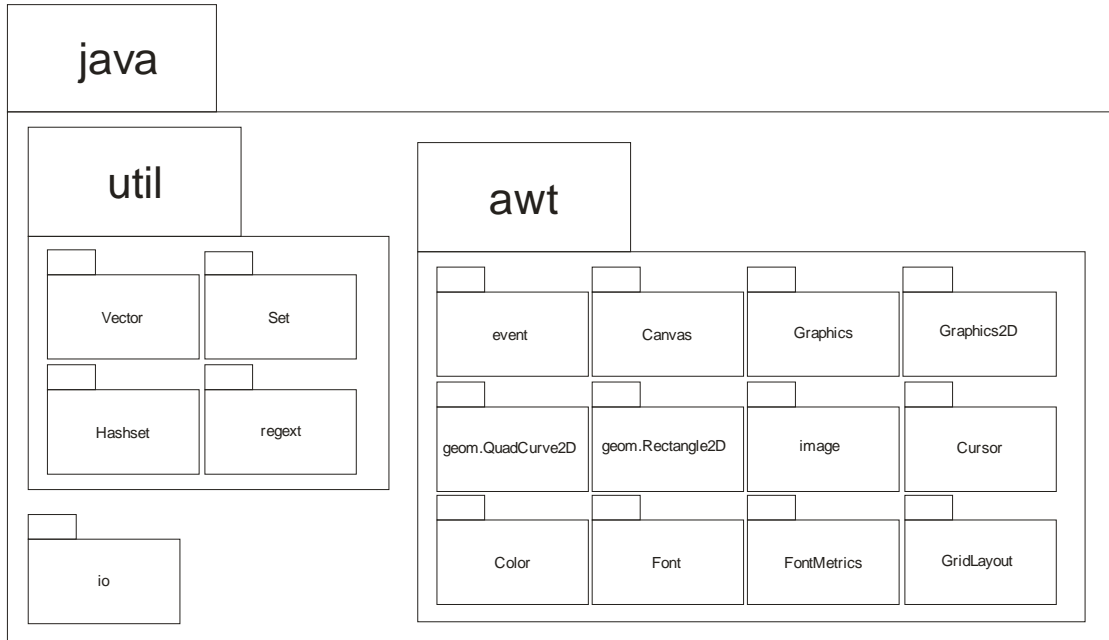 java
util
awt
Vector
Set
Hashset
regext
io
event
Canvas
Graphics
Graphics2D
geom.QuadCurve2D
geom.Rectangle2D
image
Cursor
Color
Font
FontMetrics
GridLayout